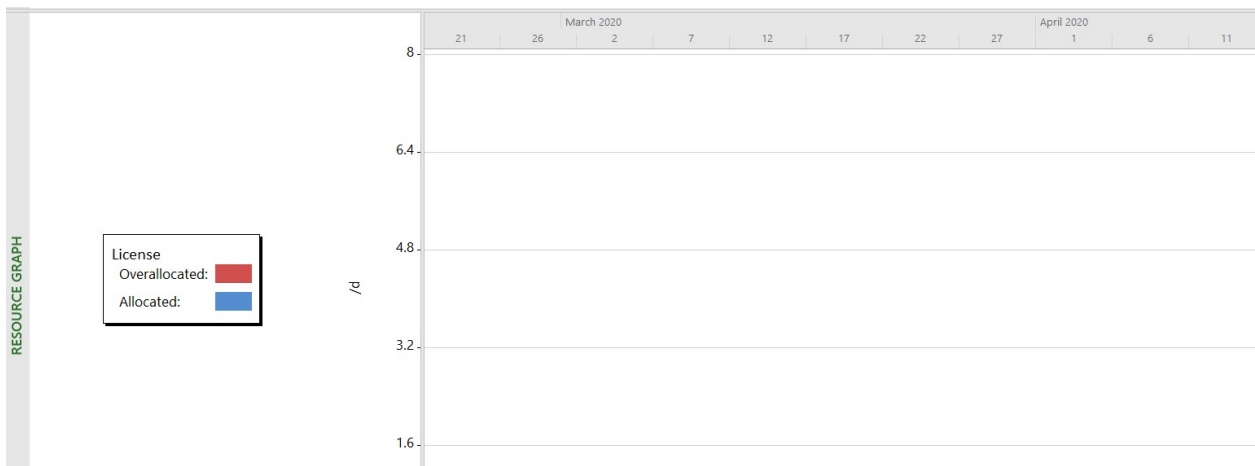 March 2020 April 2020
21 26 2 7 12 17 22 27 1 6 11
8
6.4
4.8
3.2
1.6
/d
RESOURCE GRAPH
License
Overallocated:
Allocated: